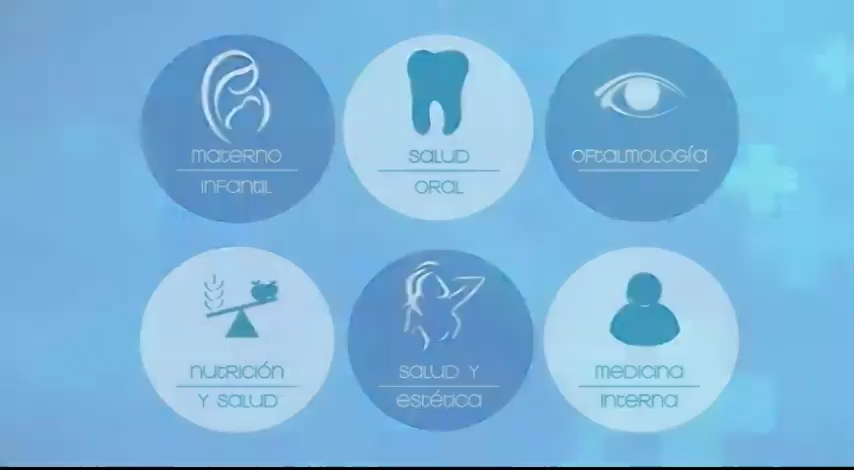 MATERNO
INFANTIL
SALUD
ORAL
OFTALMOLOGÍA
NUTRICIÓN
Y SALUD
SALUD Y
ESTÉTICA
MEDICINA
INTERNA